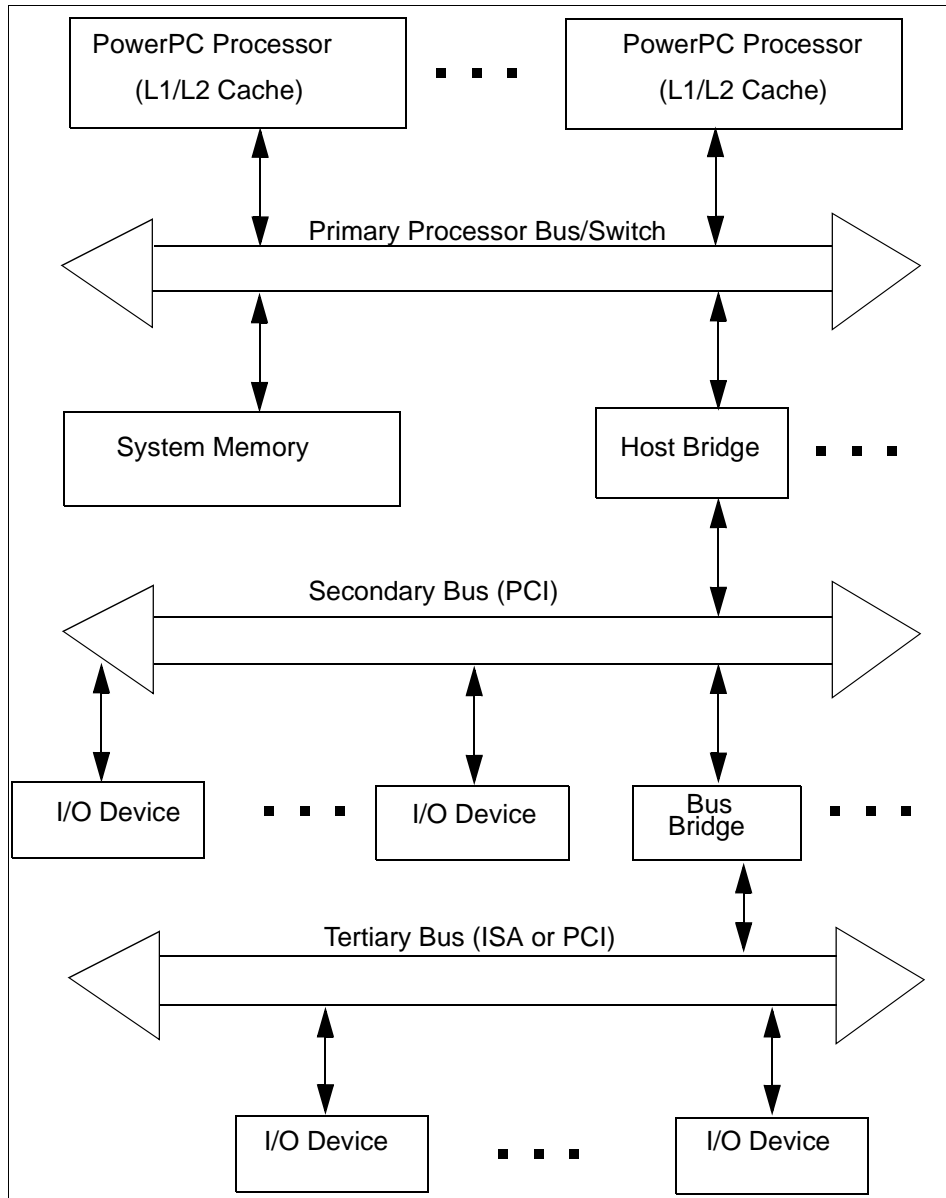 PowerPC Processor
(L1/L2 Cache)
PowerPC Processor
(L1/L2 Cache)
Primary Processor Bus/Switch
System Memory
Host Bridge
Secondary Bus (PCI)
I/O Device
I/O Device
Bus
Bridge
Tertiary Bus (ISA or PCI)
I/O Device
I/O Device